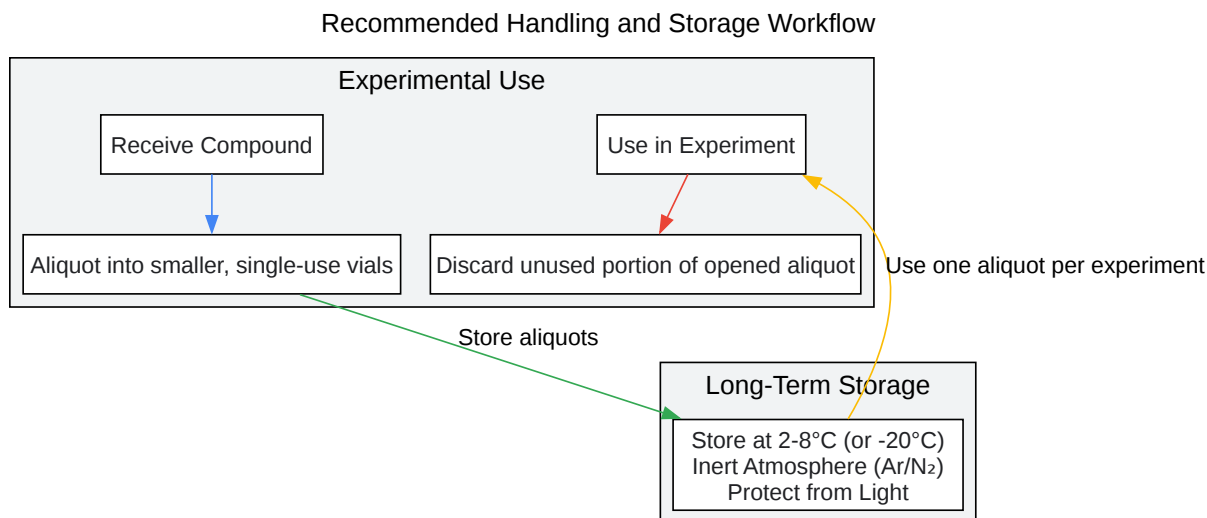 Recommended Handling and Storage Workflow
Experimental Use
Receive Compound
Use in Experiment
Aliquot into smaller, single-use vials
Discard unused portion of opened aliquot
Use one aliquot per experiment
Store aliquots
Long-Term Storage
Store at 2-8°C (or -20°C)
Inert Atmosphere (Ar/N₂)
Protect from Light